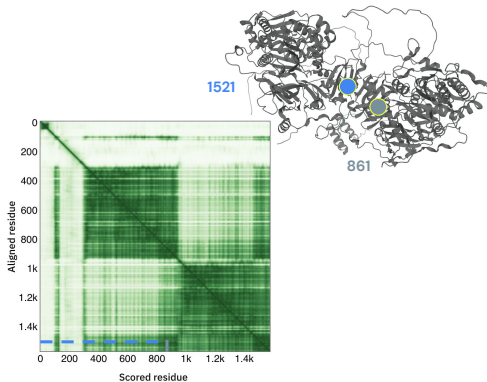 1521
861
0
200
400
600
800
1k
1.2k
1.4k
Aligned residue
0 200 400 600 800 1k 1.2k 1.4k
Scored residue